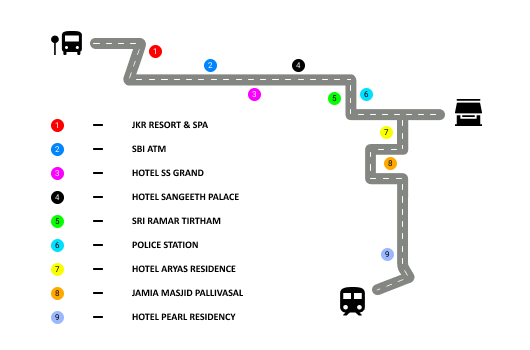 1
2
4
3
5
6
7
8
9
1 — JKR RESORT & SPA
2 — SBI ATM
3 — HOTEL SS GRAND
4 — HOTEL SANGEETH PALACE
5 — SRI RAMAR TIRTHAM
6 — POLICE STATION
7 — HOTEL ARYAS RESIDENCE
8 — JAMIA MASJID PALLIVASAL
9 — HOTEL PEARL RESIDENCY